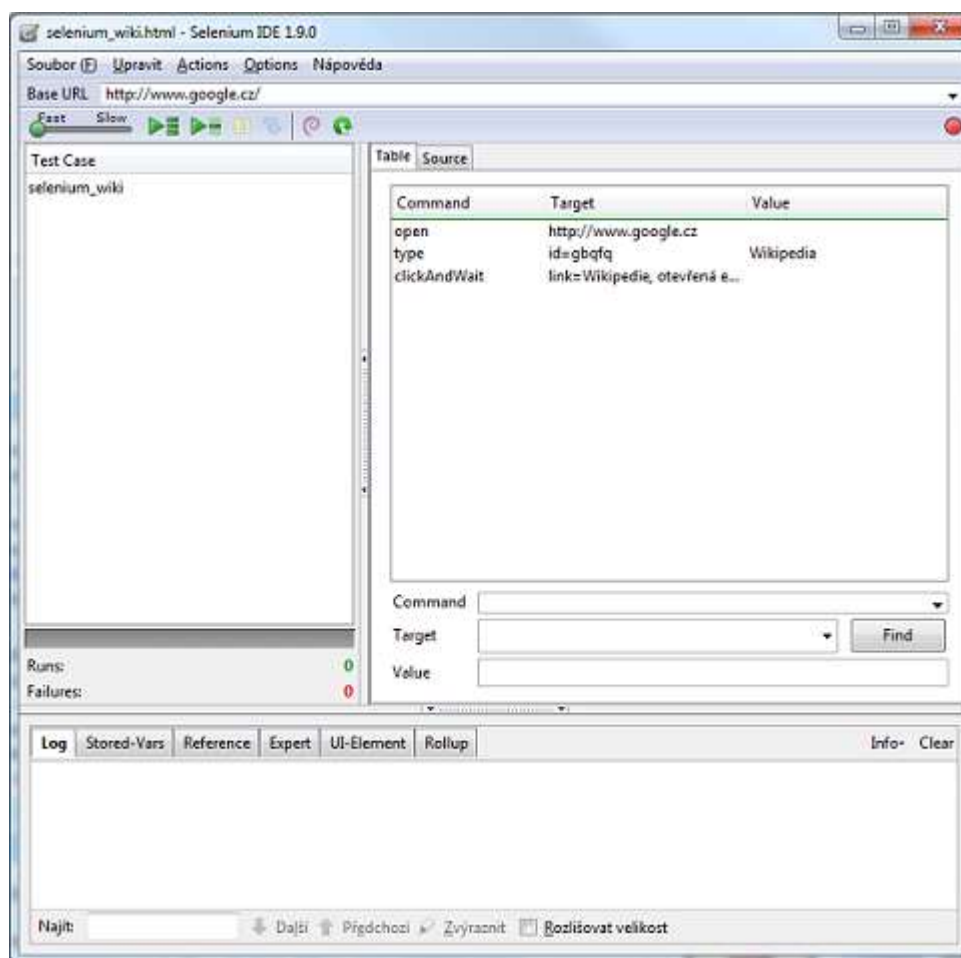 selenium_wiki.html - Selenium IDE 1.9.0
Soubor (F) Upravit Actions Options Nápověda
Base URL http://www.google.cz/
Fast Slow
Test Case
selenium_wiki
Table Source
Command Target Value
open http://www.google.cz
type id=gbqfq Wikipedia
clickAndWait link=Wikipedie, otevřená e...
Command
Target Find
Value
Runs: 0
Failures: 0
Log Stored-Vars Reference Expert UI-Element Rollup Info- Clear
Najít: Další Předchozí Zvýraznit Rozlišovat velikost